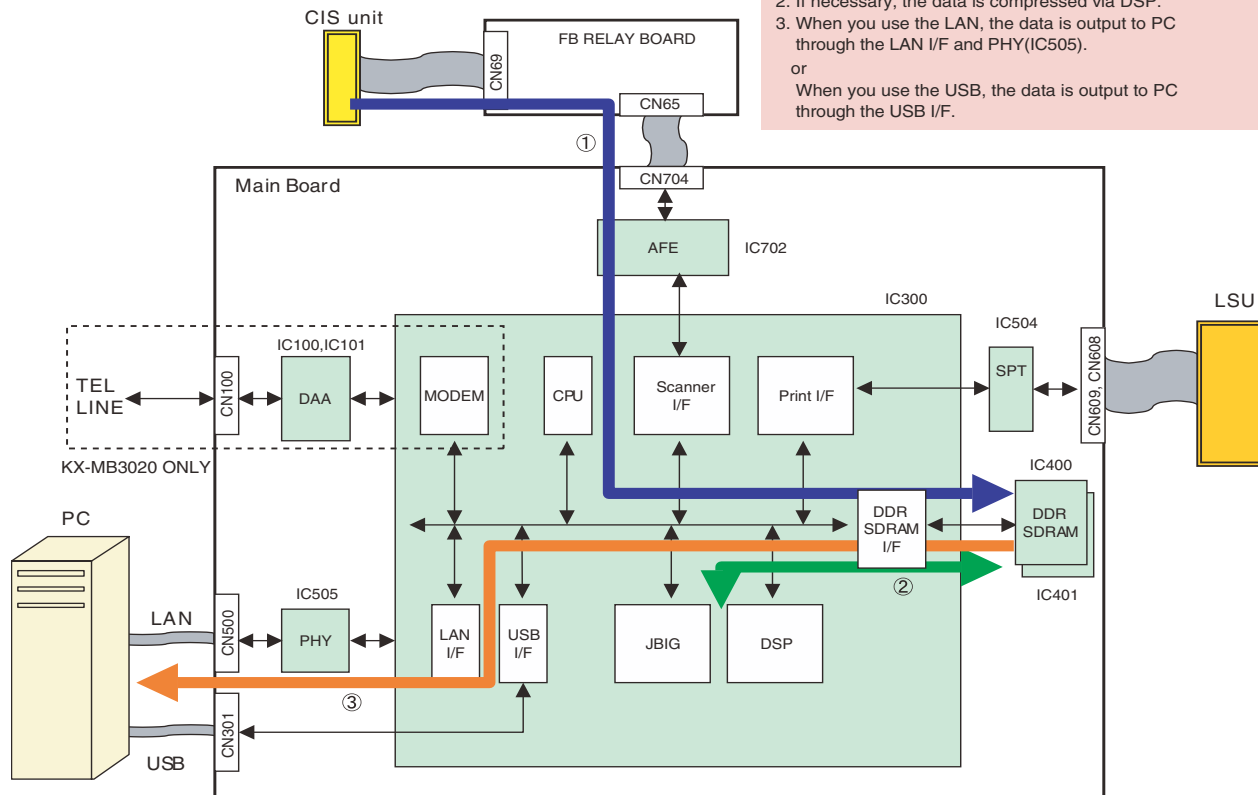 2. If necessary, the data is compressed via DSP.
3. When you use the LAN, the data is output to PC
through the LAN I/F and PHY(IC505).
or
When you use the USB, the data is output to PC
through the USB I/F.
CIS unit
FB RELAY BOARD
CN69
CN65
①
CN704
Main Board
AFE
IC702
IC300
LSU
IC504
SPT
CN609, CN608
IC100,IC101
TEL
LINE
CN100
DAA
MODEM
CPU
Scanner
I/F
Print I/F
KX-MB3020 ONLY
IC400
DDR
SDRAM
I/F
DDR
SDRAM
IC401
②
PC
LAN
CN500
IC505
PHY
LAN
I/F
USB
I/F
JBIG
DSP
③
CN301
USB